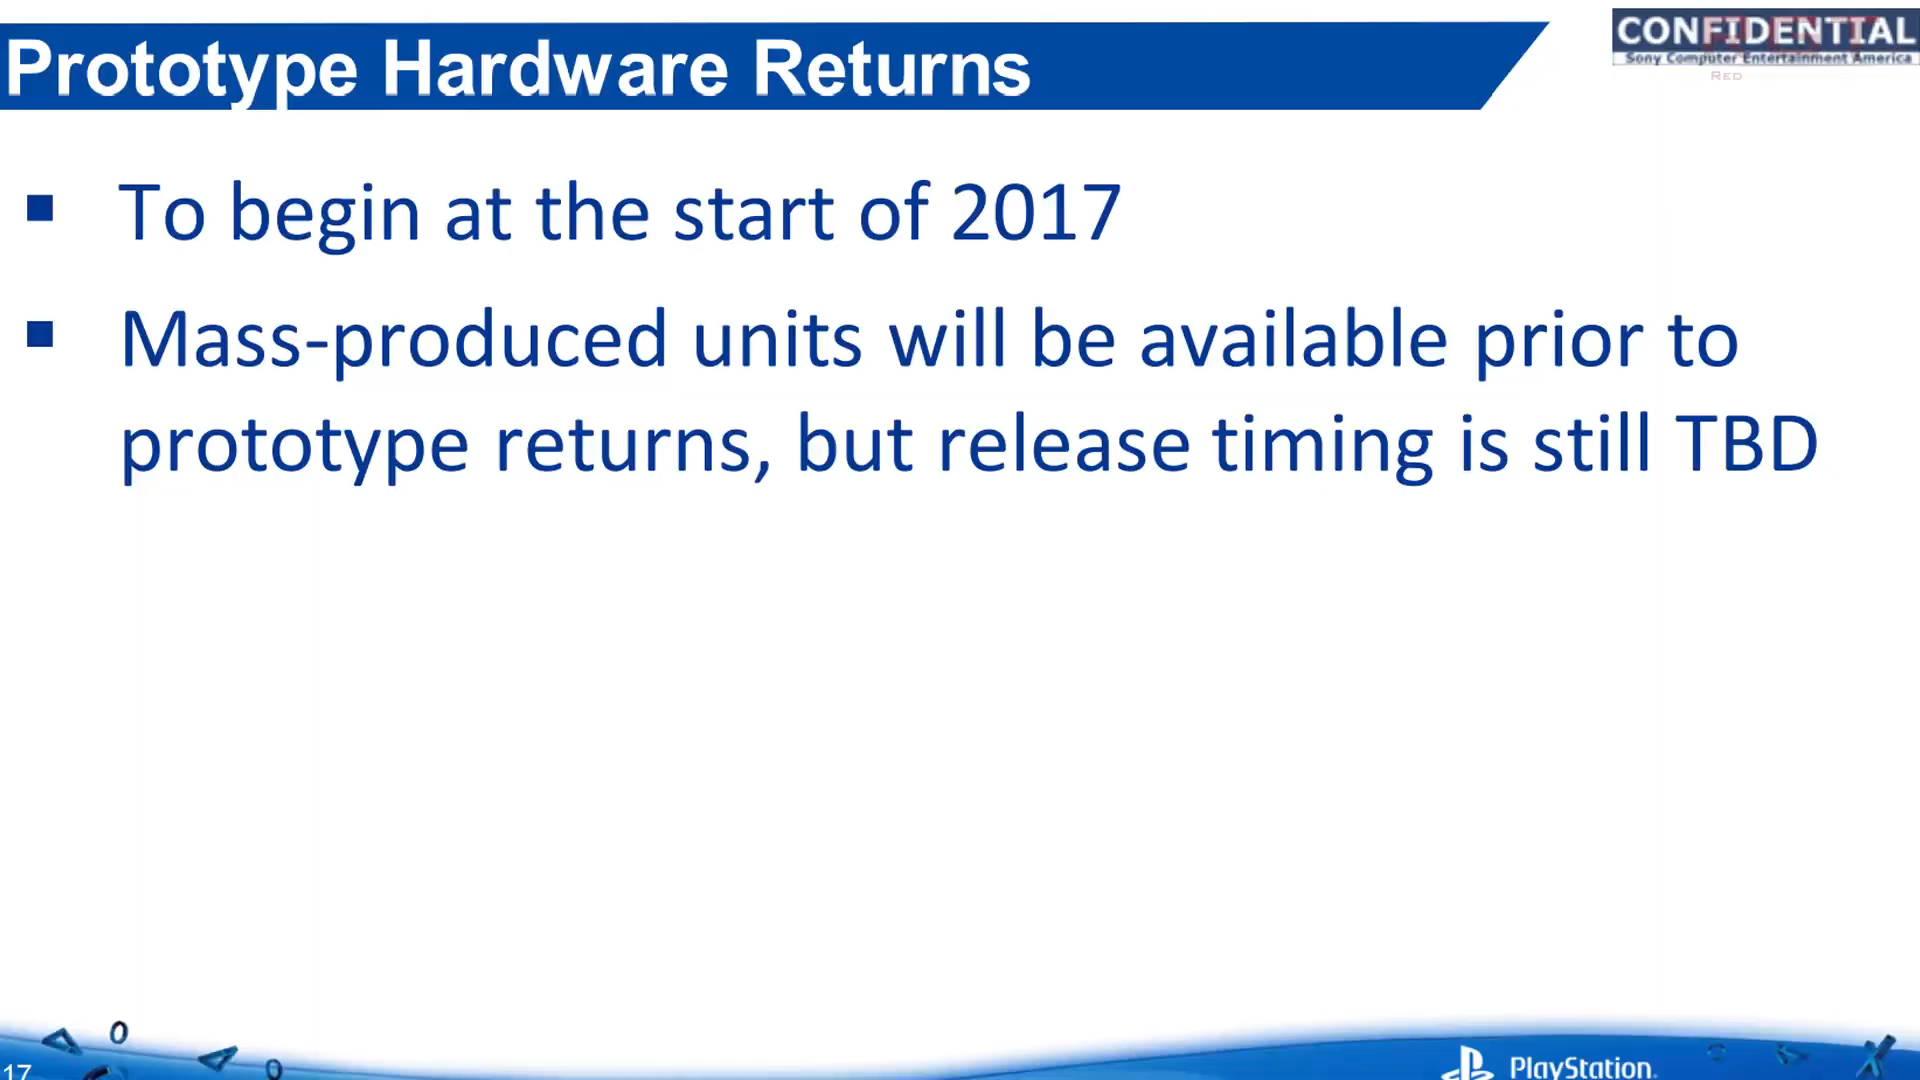 Prototype Hardware Returns
CONFIDENTIAL
Sony Computer Entertainment America
RED
▪ To begin at the start of 2017
▪ Mass-produced units will be available prior to
prototype returns, but release timing is still TBD
17
PlayStation.